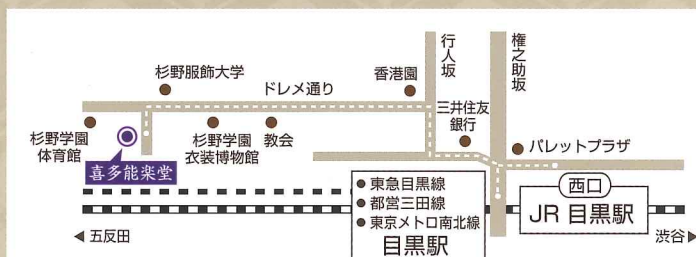 行人坂
権之助坂
杉野服飾大学
ドレメ通り
香港園
三井住友
銀行
パレットプラザ
杉野学園
体育館
杉野学園
衣装博物館
教会
喜多能楽堂
東急目黒線
都営三田線
東京メトロ南北線
目黒駅
西口
JR 目黒駅
◀五反田
渋谷▶